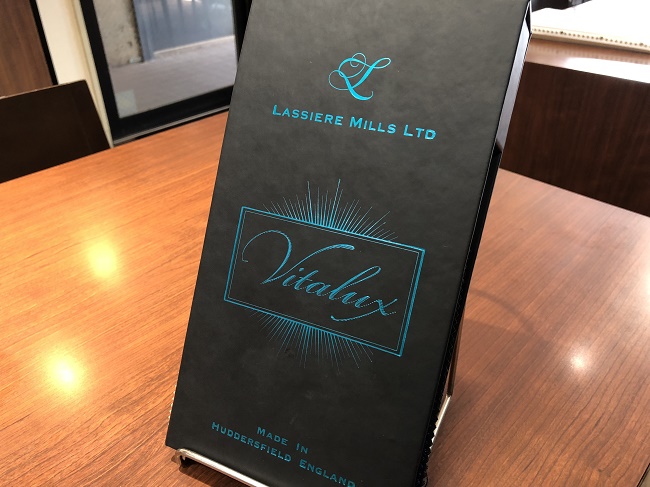 L
LASSIERE MILLS LTD
Vitalux
MADE IN
HUDDERSFIELD ENGLAND